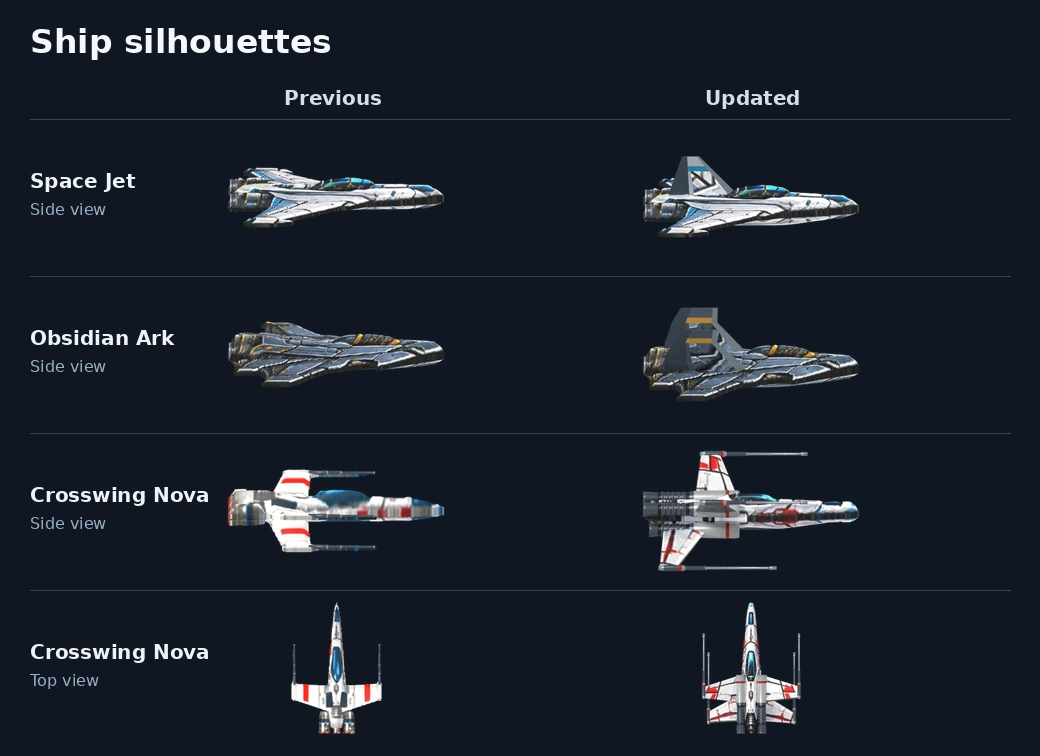 Ship silhouettes
Previous Updated
Space Jet
Side view
Obsidian Ark
Side view
Crosswing Nova
Side view
Crosswing Nova
Top view